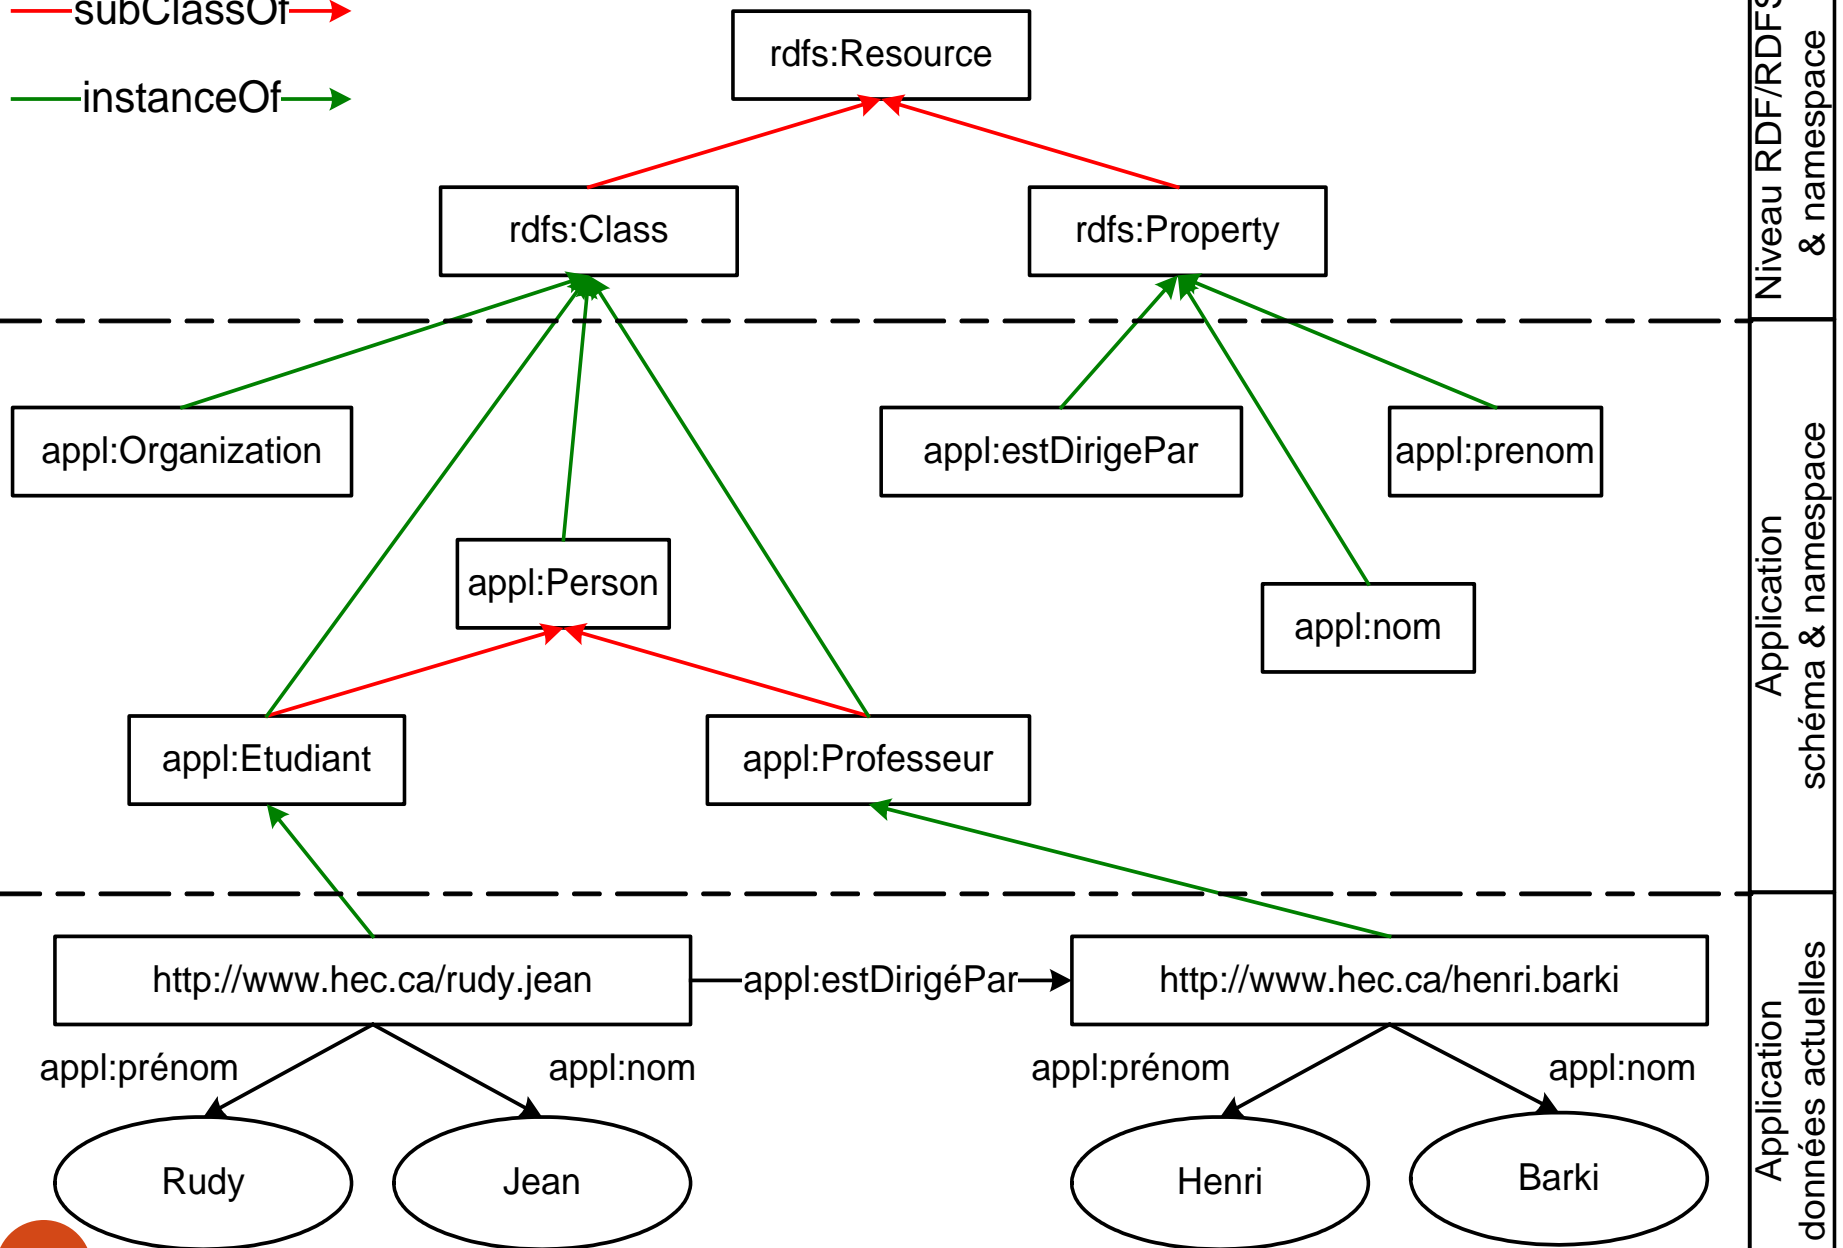 subClassOf
instanceOf
rdfs:Resource
rdfs:Class
rdfs:Property
Niveau RDF/RDFS
& namespace
appl:Organization
appl:estDirigePar
appl:prenom
appl:Person
appl:nom
appl:Etudiant
appl:Professeur
Application
schéma & namespace
http://www.hec.ca/rudy.jean
appl:estDirigéPar
http://www.hec.ca/henri.barki
appl:prénom
appl:nom
appl:prénom
appl:nom
Rudy
Jean
Henri
Barki
Application
données actuelles